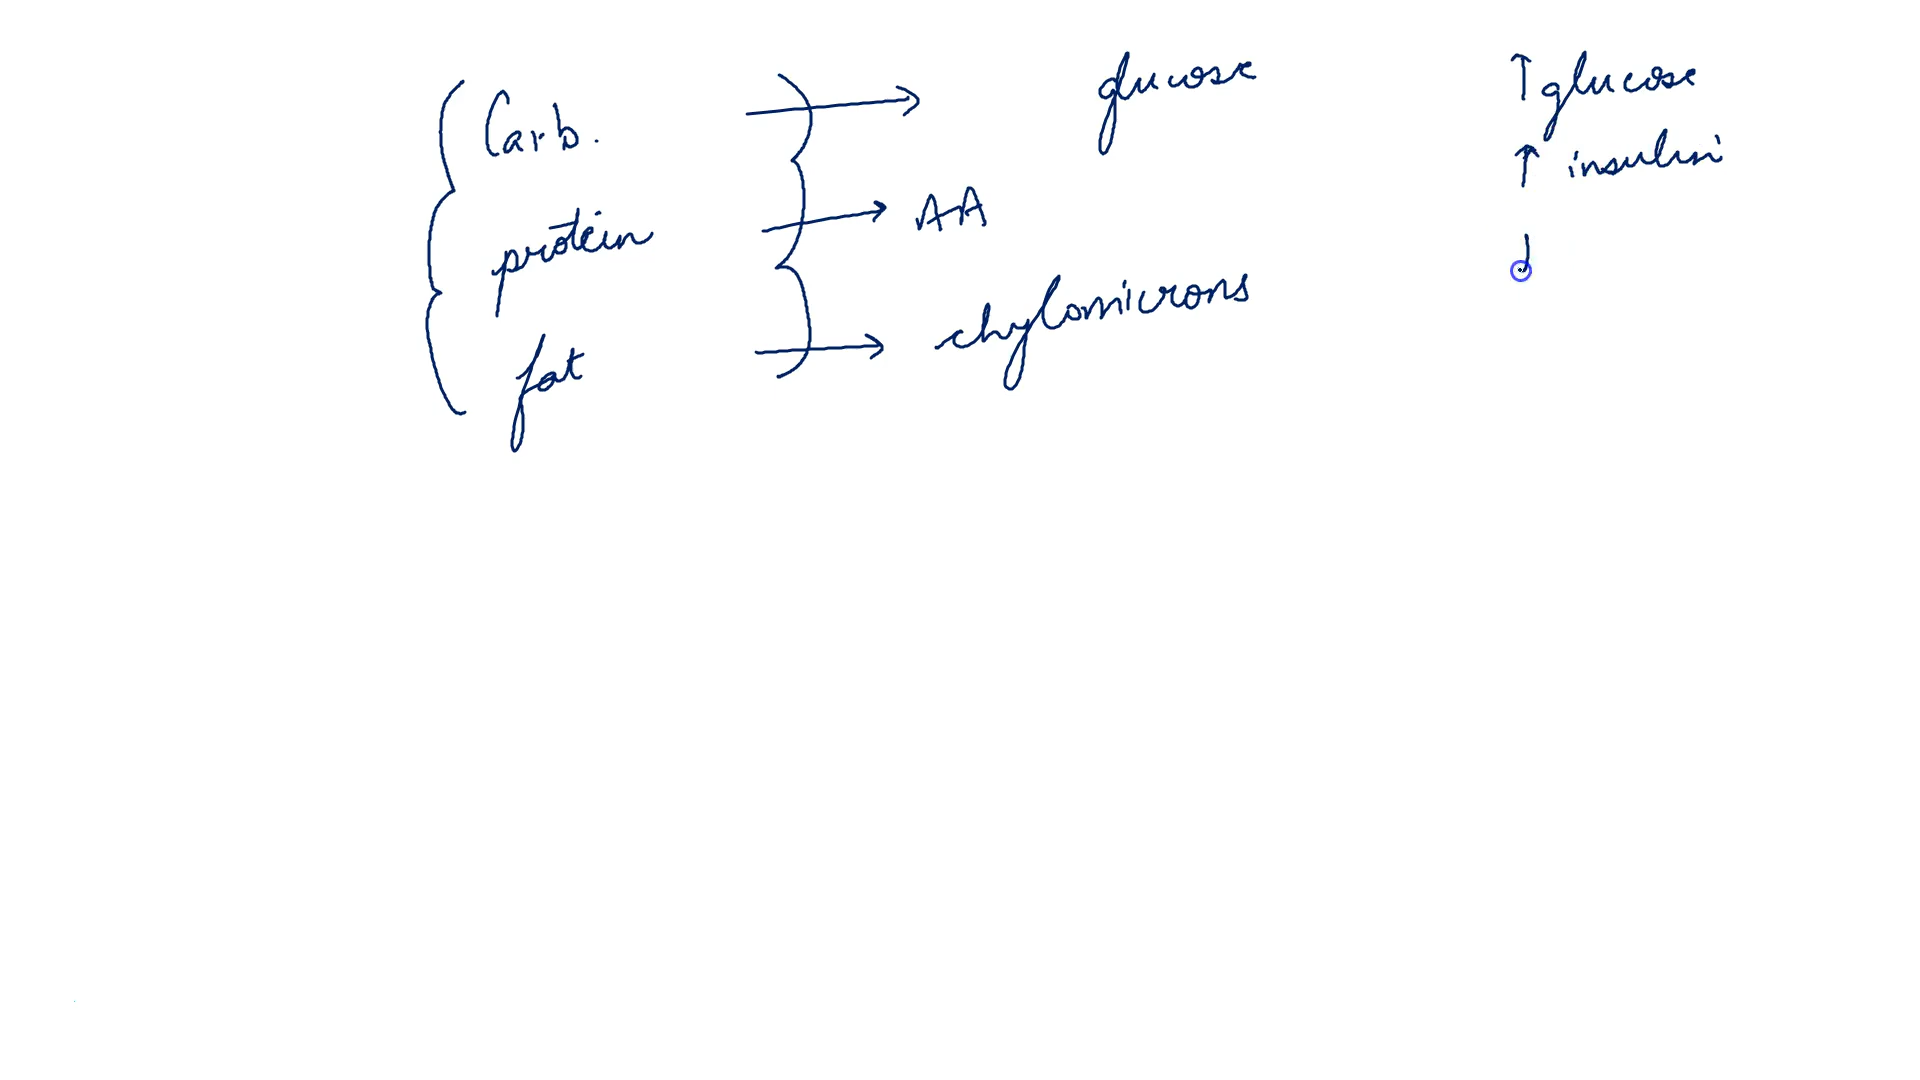 Carb. → glucose ↑ glucose
↑ insulin
protein → AA
fat → chylomicrons